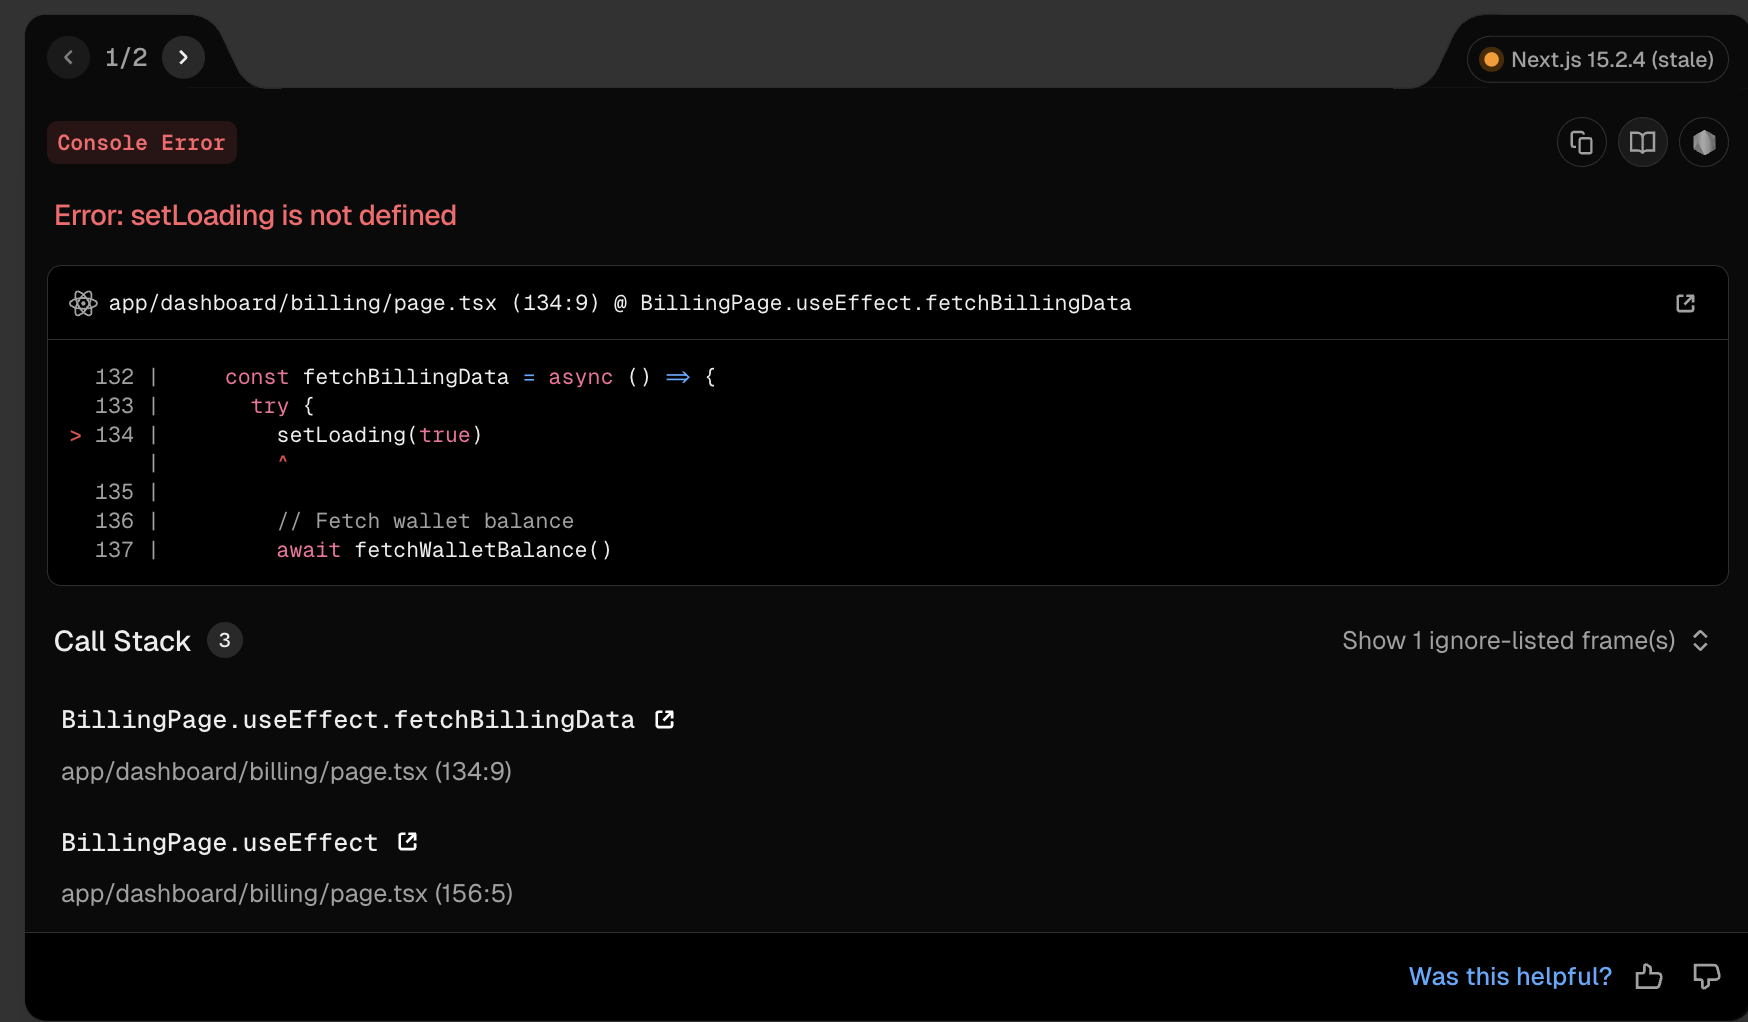 1/2
Next.js 15.2.4 (stale)
Console Error
Error: setLoading is not defined
app/dashboard/billing/page.tsx (134:9) @ BillingPage.useEffect.fetchBillingData
132 | const fetchBillingData = async () => {
133 | try {
> 134 | setLoading(true)
| ^
135 |
136 | // Fetch wallet balance
137 | await fetchWalletBalance()
Call Stack 3
Show 1 ignore-listed frame(s)
BillingPage.useEffect.fetchBillingData
app/dashboard/billing/page.tsx (134:9)
BillingPage.useEffect
app/dashboard/billing/page.tsx (156:5)
Was this helpful?